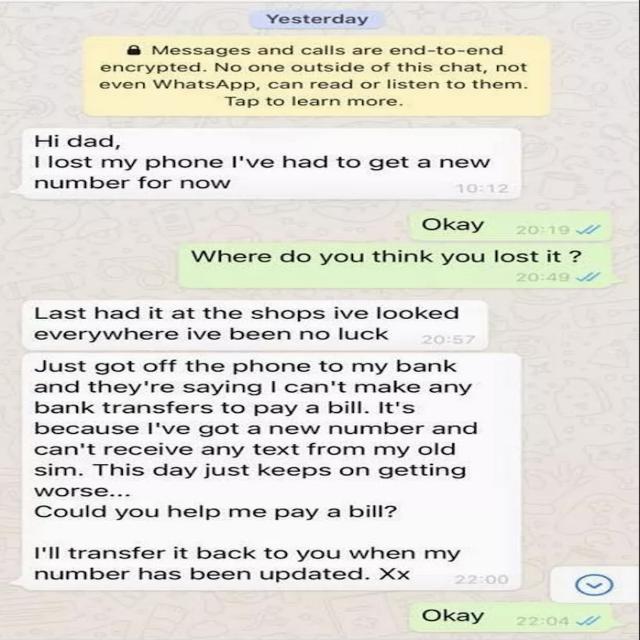 Yesterday
Messages and calls are end-to-end
encrypted. No one outside of this chat, not
even WhatsApp, can read or listen to them.
Tap to learn more.
Hi dad,
I lost my phone I've had to get a new
number for now
10:12
Okay
20:19
Where do you think you lost it ?
20:49
Last had it at the shops ive looked
everywhere ive been no luck
20:57
Just got off the phone to my bank
and they're saying I can't make any
bank transfers to pay a bill. It's
because I've got a new number and
can't receive any text from my old
sim. This day just keeps on getting
worse...
Could you help me pay a bill?
I'll transfer it back to you when my
number has been updated. Xx
22:00
Okay
22:04